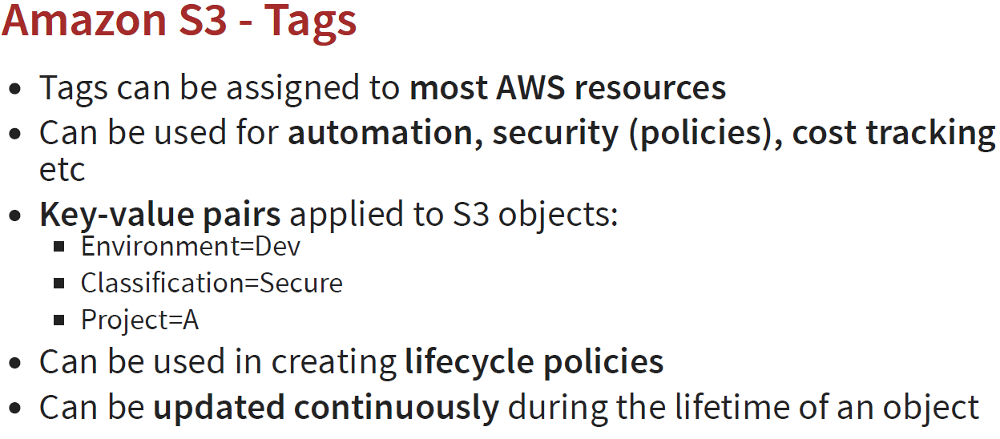 Amazon S3 - Tags
• Tags can be assigned to most AWS resources
• Can be used for automation, security (policies), cost tracking
etc
• Key-value pairs applied to S3 objects:
▪ Environment=Dev
▪ Classification=Secure
▪ Project=A
• Can be used in creating lifecycle policies
• Can be updated continuously during the lifetime of an object